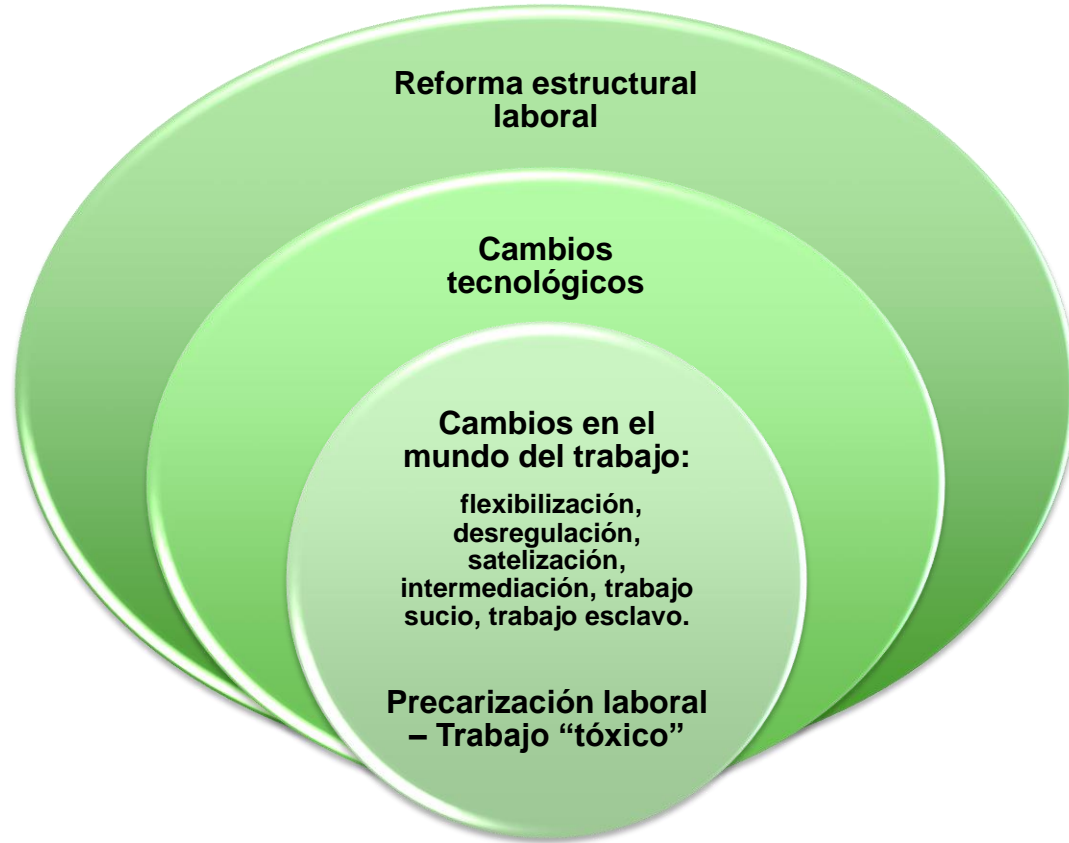 Reforma estructural
laboral
Cambios
tecnológicos
Cambios en el
mundo del trabajo:
flexibilización,
desregulación,
satelización,
intermediación, trabajo
sucio, trabajo esclavo.
Precarización laboral
– Trabajo “tóxico”